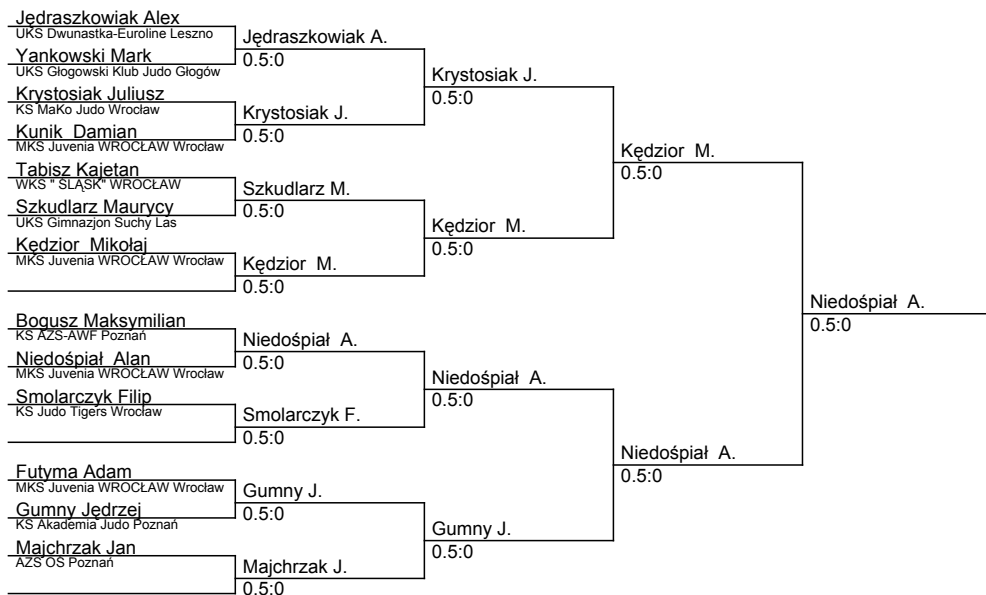 Jędraszkowiak Alex
UKS Dwunastka-Euroline Leszno
Yankowski Mark
UKS Głogowski Klub Judo Głogów
Krystosiak Juliusz
KS MaKo Judo Wrocław
Kunik  Damian
MKS Juvenia WROCŁAW Wrocław
Tabisz Kajetan
WKS " ŚLĄSK" WROCŁAW
Szkudlarz Maurycy
UKS Gimnazjon Suchy Las
Kędzior  Mikołaj
MKS Juvenia WROCŁAW Wrocław
Bogusz Maksymilian
KS AZS-AWF Poznań
Niedośpiał  Alan
MKS Juvenia WROCŁAW Wrocław
Smolarczyk Filip
KS Judo Tigers Wrocław
Futyma Adam
MKS Juvenia WROCŁAW Wrocław
Gumny Jędrzej
KS Akademia Judo Poznań
Majchrzak Jan
AZS OŚ Poznań
Jędraszkowiak A.
0.5:0
Krystosiak J.
0.5:0
Szkudlarz M.
0.5:0
Kędzior  M.
0.5:0
Niedośpiał  A.
0.5:0
Smolarczyk F.
0.5:0
Gumny J.
0.5:0
Majchrzak J.
0.5:0
Krystosiak J.
0.5:0
Kędzior  M.
0.5:0
Niedośpiał  A.
0.5:0
Gumny J.
0.5:0
Kędzior  M.
0.5:0
Niedośpiał  A.
0.5:0
Niedośpiał  A.
0.5:0